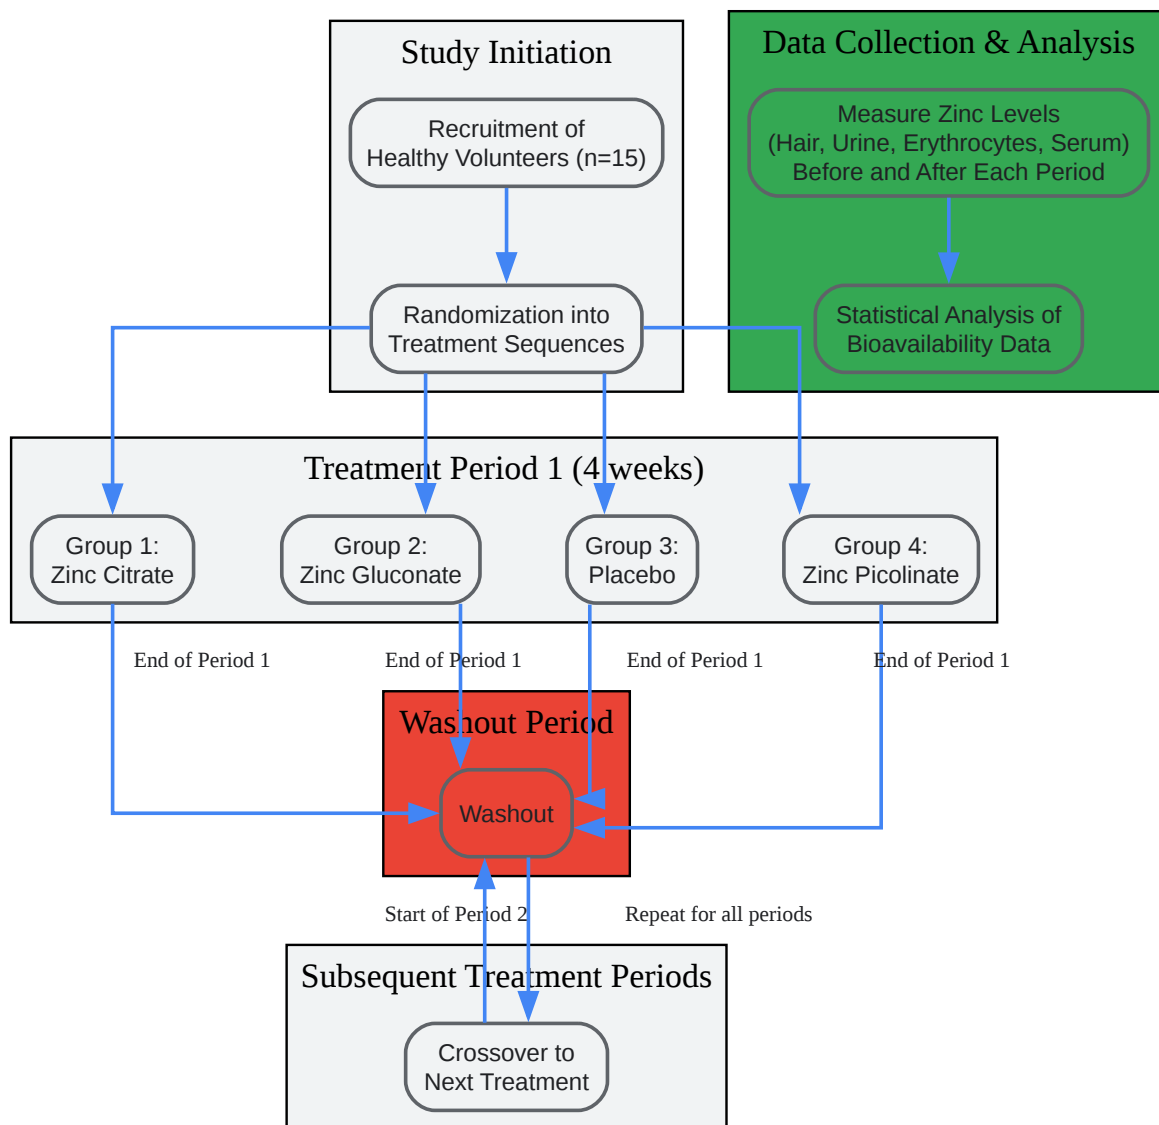 Study Initiation
Recruitment of
Healthy Volunteers (n=15)
Randomization into
Treatment Sequences
Data Collection & Analysis
Measure Zinc Levels
(Hair, Urine, Erythrocytes, Serum)
Before and After Each Period
Statistical Analysis of
Bioavailability Data
Treatment Period 1 (4 weeks)
Group 1:
Zinc Citrate
Group 2:
Zinc Gluconate
Group 3:
Placebo
Group 4:
Zinc Picolinate
End of Period 1
End of Period 1
End of Period 1
End of Period 1
Washout Period
Washout
Start of Period 2
Repeat for all periods
Subsequent Treatment Periods
Crossover to
Next Treatment